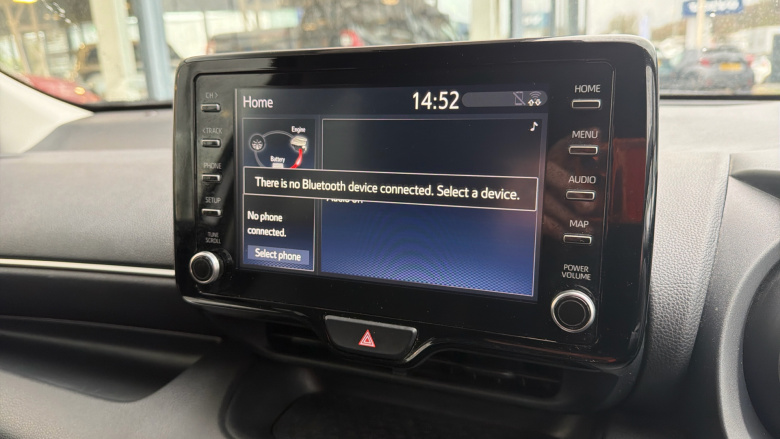 Home
14:52
Engine
Battery
There is no Bluetooth device connected. Select a device.
No phone
connected.
Select phone
CH >
<TRACK
PHONE
SETUP
TUNE
SCROLL
HOME
MENU
AUDIO
MAP
POWER
VOLUME